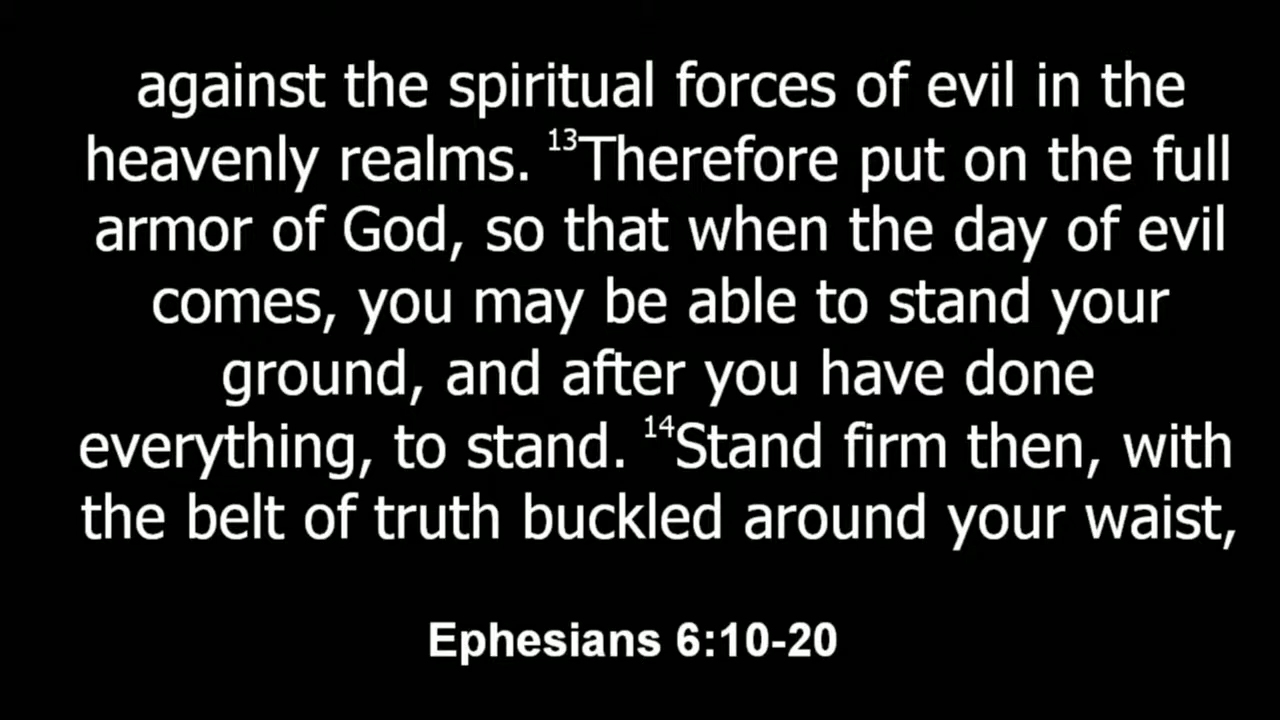 against the spiritual forces of evil in the
heavenly realms. ¹³Therefore put on the full
armor of God, so that when the day of evil
comes, you may be able to stand your
ground, and after you have done
everything, to stand. ¹⁴Stand firm then, with
the belt of truth buckled around your waist,
Ephesians 6:10-20